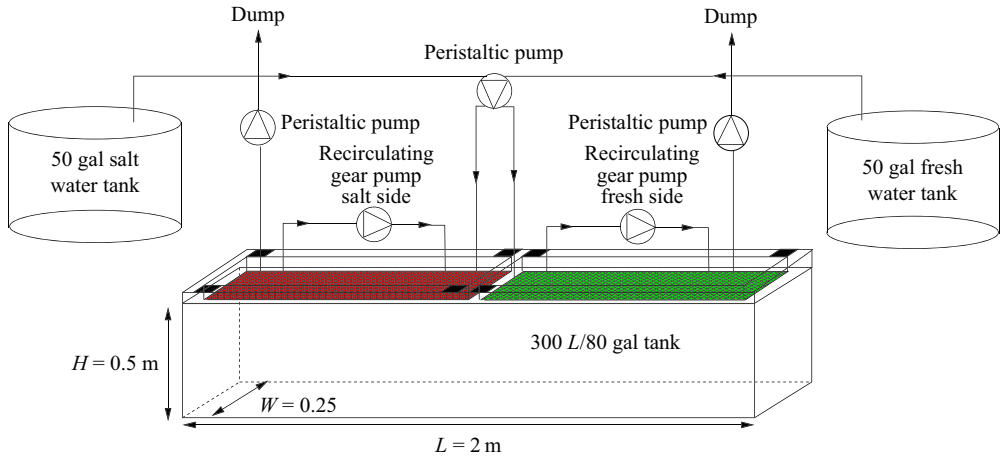 Dump
Dump
Peristaltic pump
Peristaltic pump
Peristaltic pump
50 gal salt
water tank
Recirculating
gear pump
salt side
Recirculating
gear pump
fresh side
50 gal fresh
water tank
300 L/80 gal tank
H = 0.5 m
W = 0.25
L = 2 m